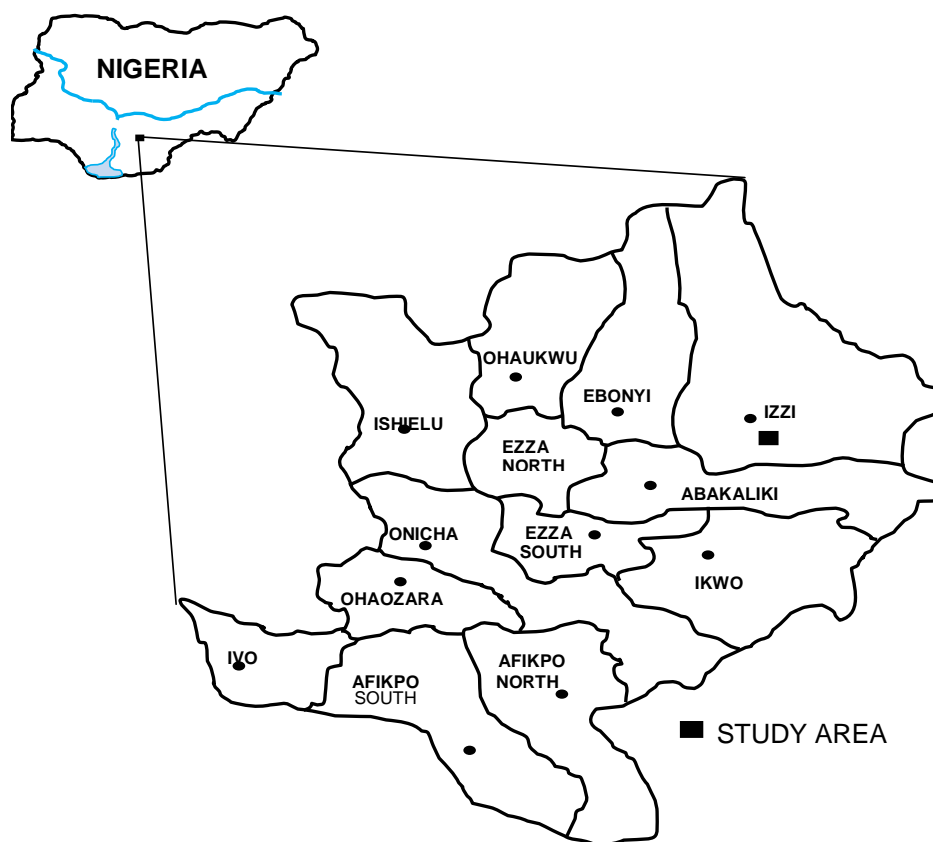 NIGERIA
OHAUKWU
EBONYI
IZZI
ISHIELU
EZZA
NORTH
ABAKALIKI
ONICHA
EZZA
SOUTH
IKWO
OHAOZARA
IVO
AFIKPO
SOUTH
AFIKPO
NORTH
STUDY AREA